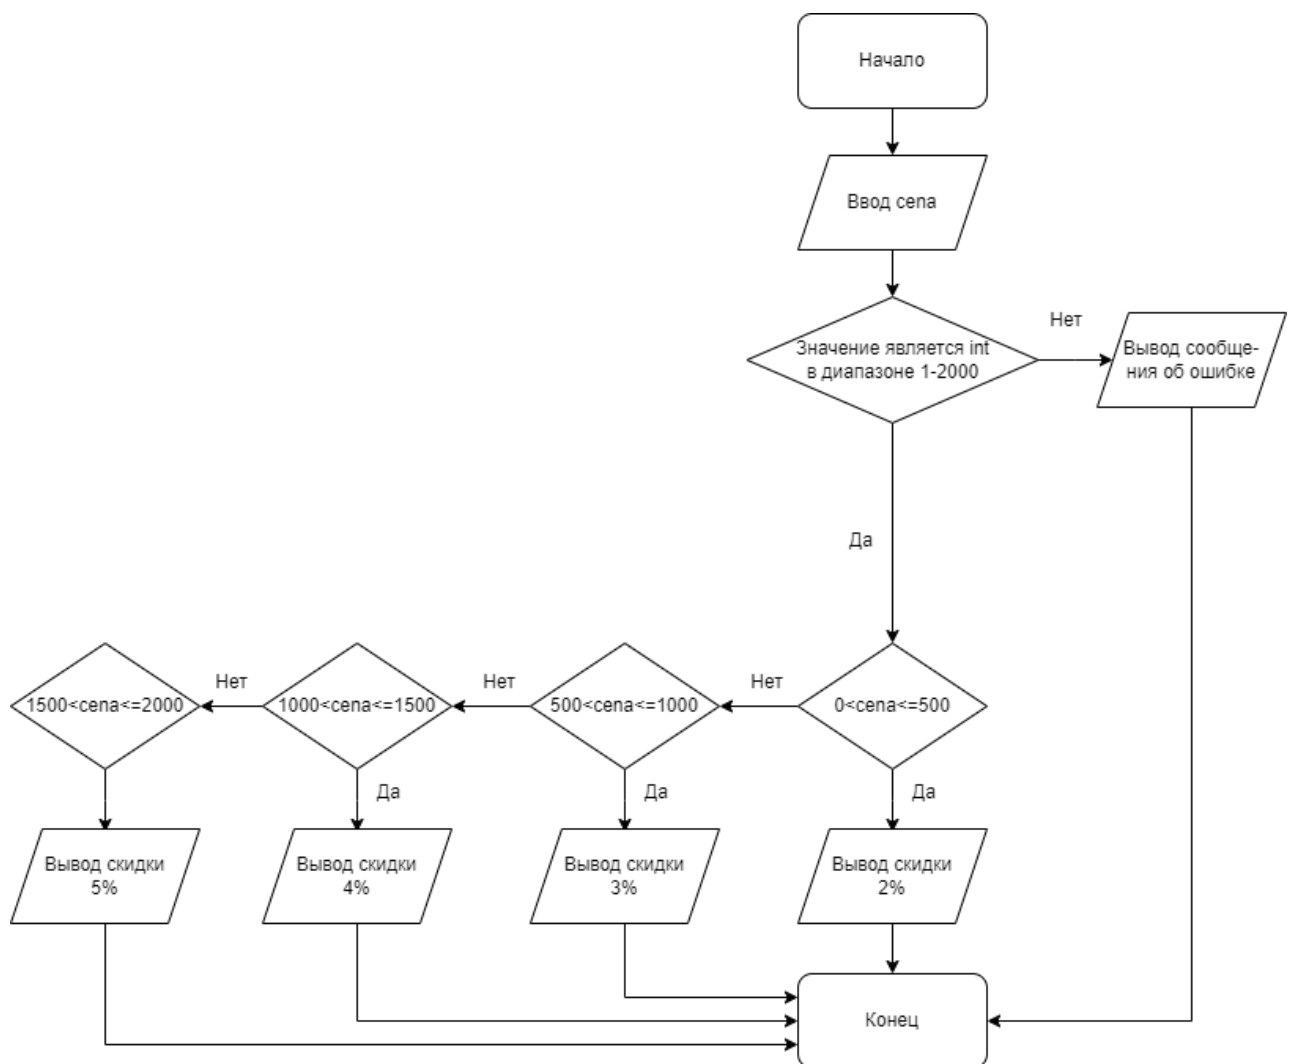 Начало
Ввод cena
Значение является int
в диапазоне 1-2000
Нет
Вывод сообще-
ния об ошибке
Да
1500<cena<=2000
Нет
1000<cena<=1500
Нет
500<cena<=1000
Нет
0<cena<=500
Да
Да
Да
Вывод скидки
5%
Вывод скидки
4%
Вывод скидки
3%
Вывод скидки
2%
Конец